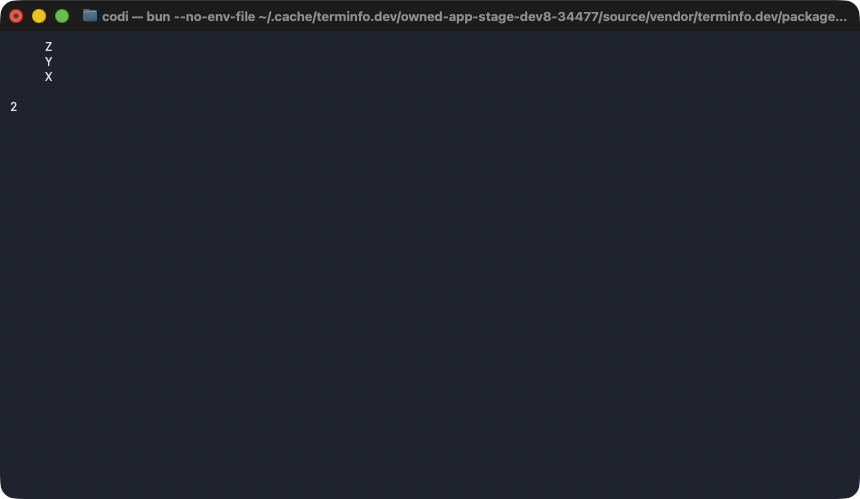 codi — bun --no-env-file ~/.cache/terminfo.dev/owned-app-stage-dev8-34477/source/vendor/terminfo.dev/package...
Z
Y
X
2